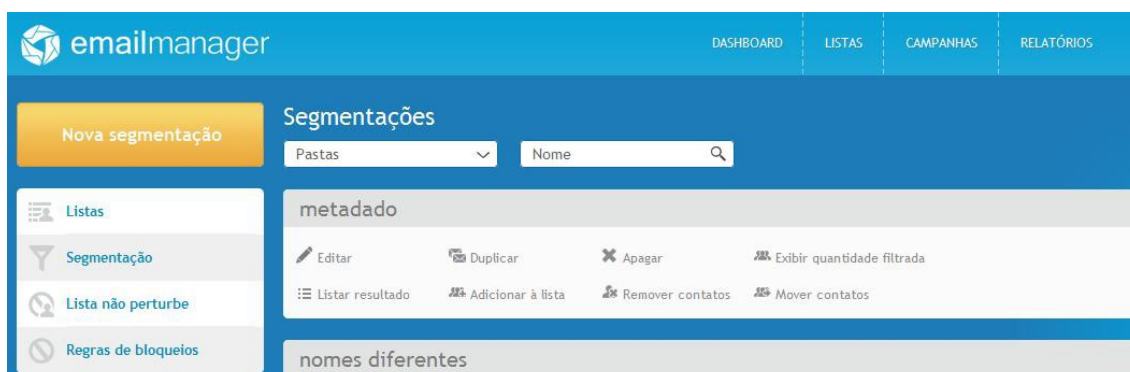 emailmanager
DASHBOARD LISTAS CAMPANHAS RELATÓRIOS
Nova segmentação
Segmentações
Pastas Nome
Listas
Segmentação
Lista não perturbe
Regras de bloqueios
metadado
Editar Duplicar Apagar Exibir quantidade filtrada
Listar resultado Adicionar à lista Remover contatos Mover contatos
nomes diferentes